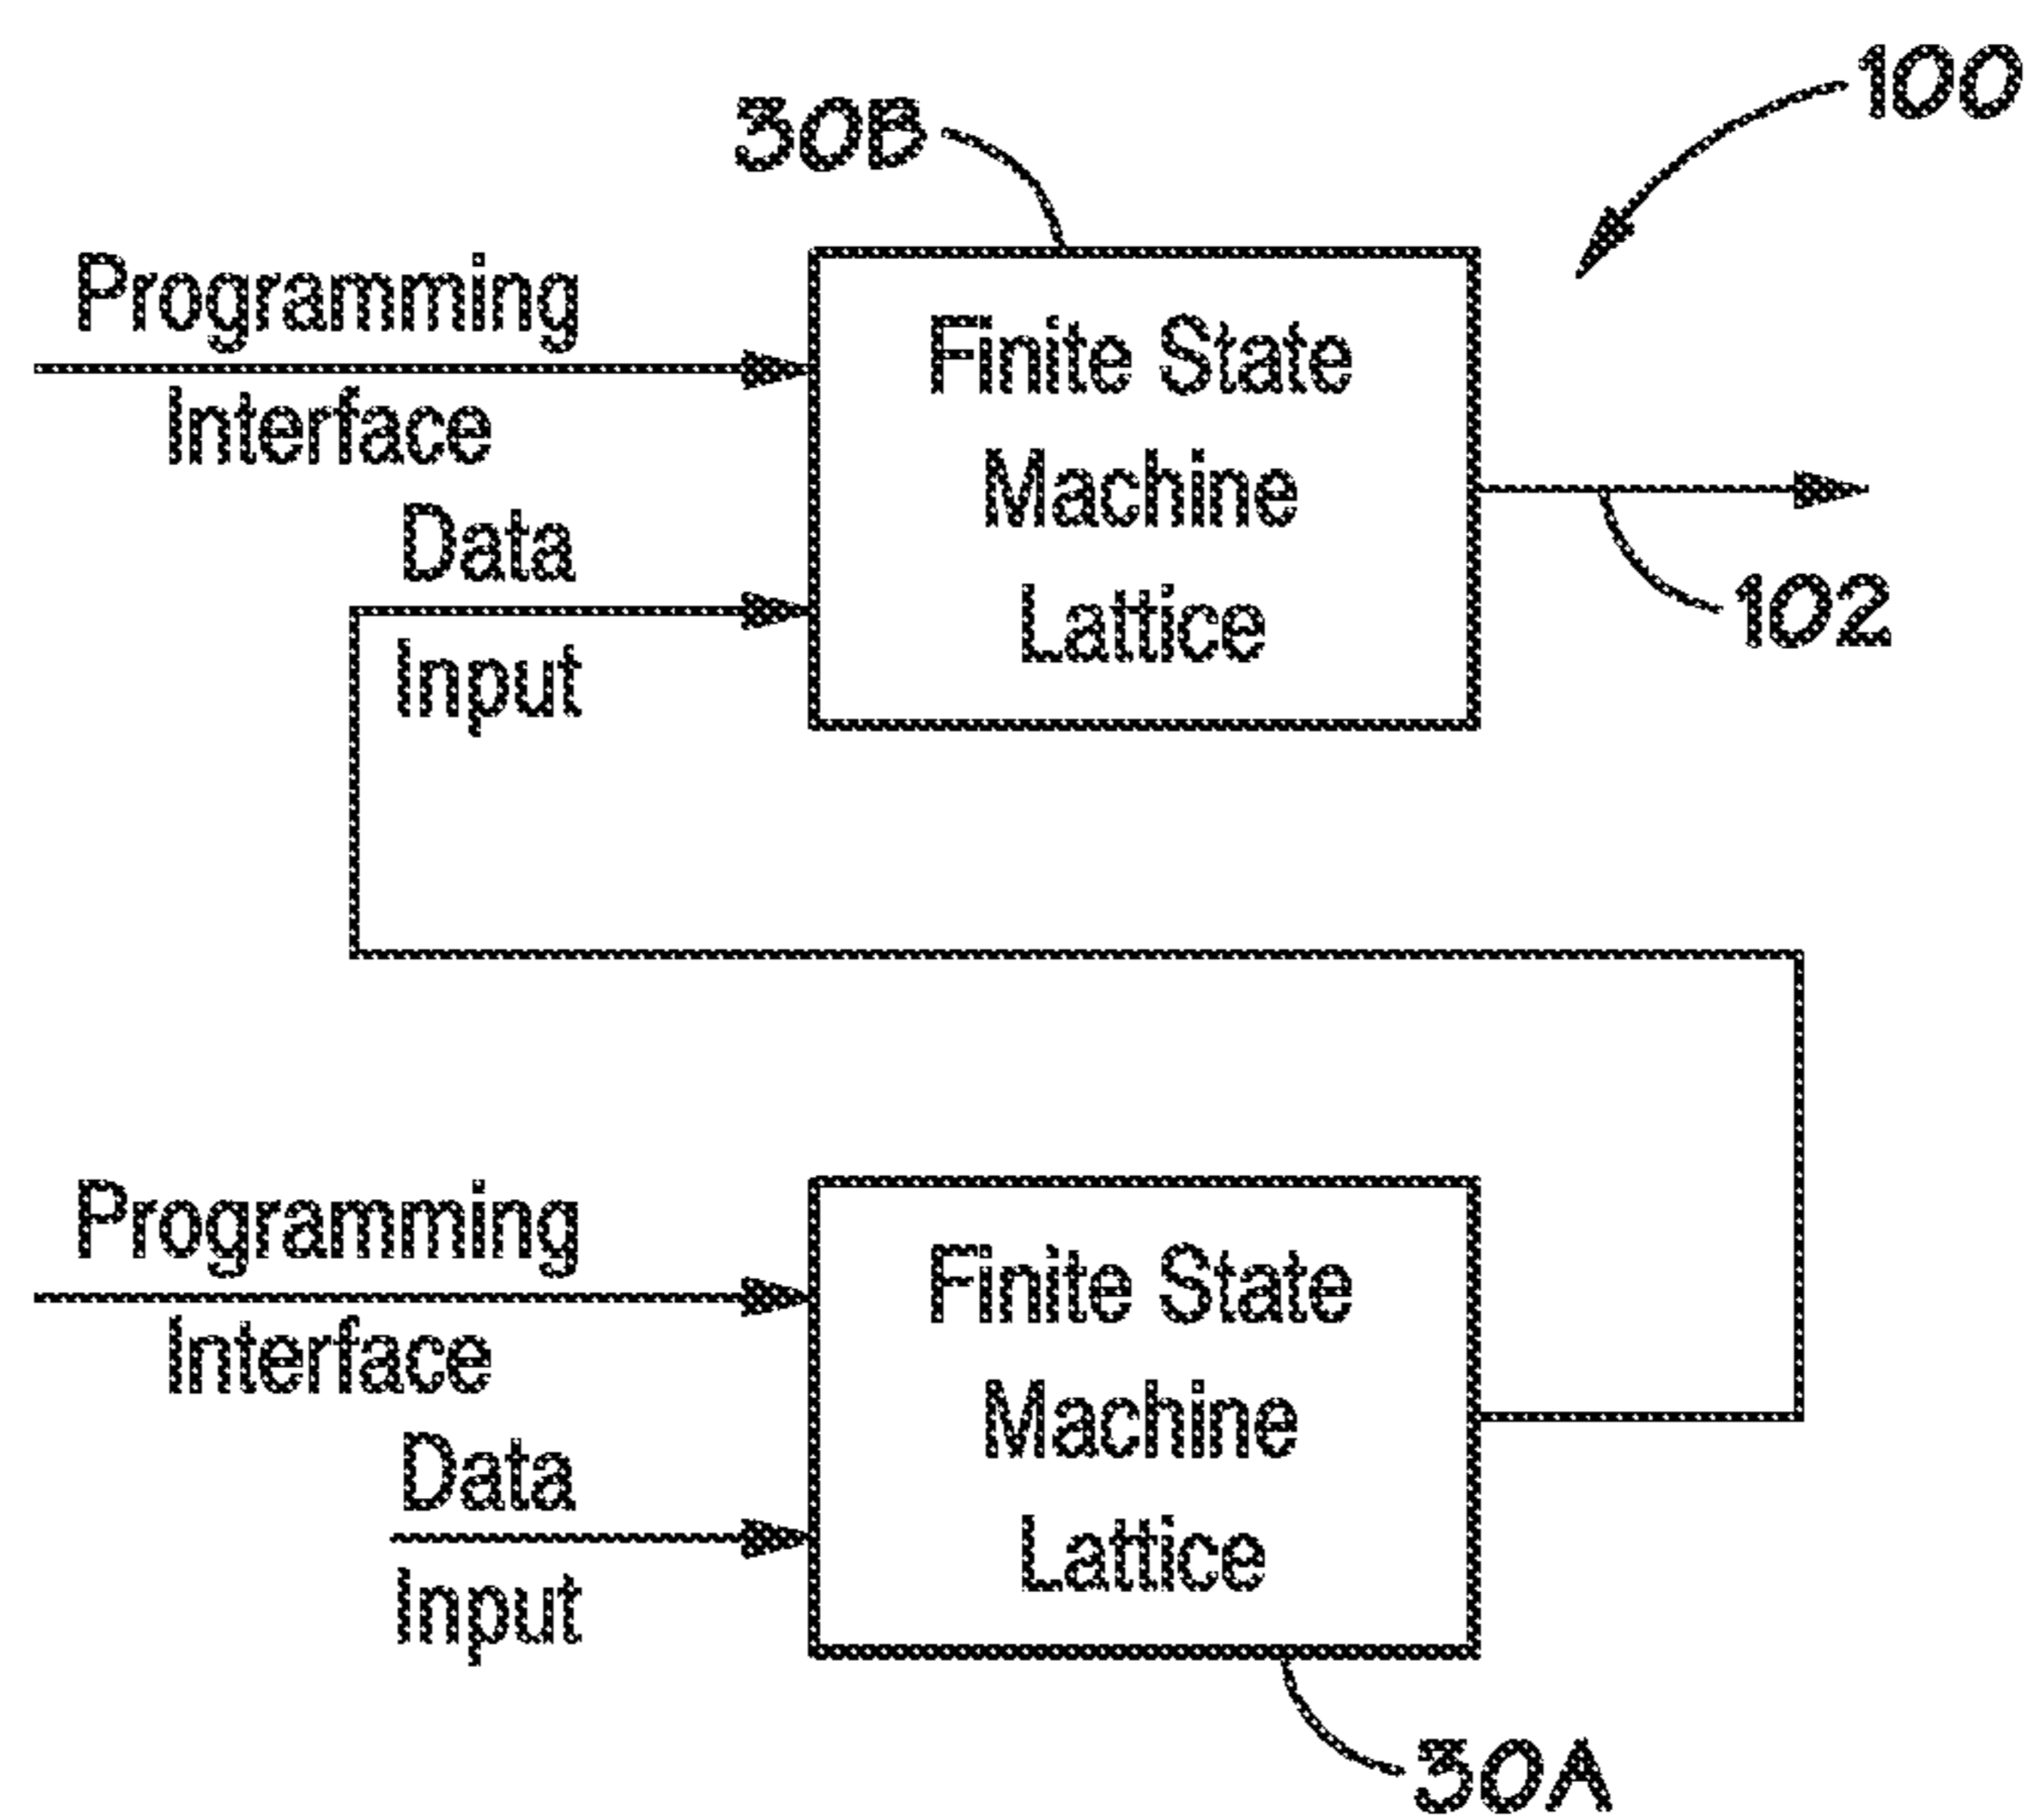 100
30B
Programming
Interface
Data
Input
Finite State
Machine
Lattice
102
Programming
Interface
Data
Input
Finite State
Machine
Lattice
30A